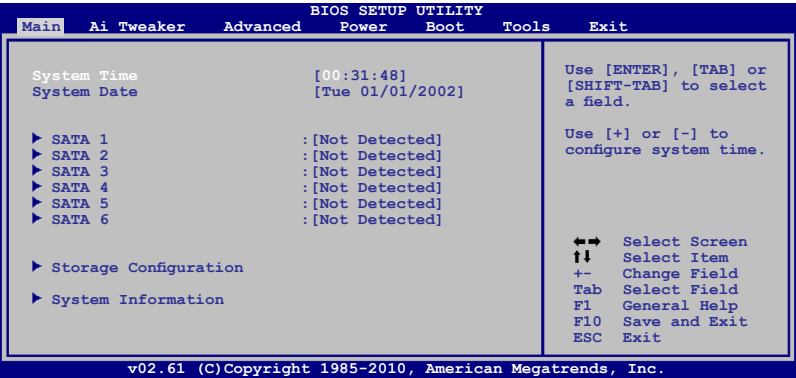 BIOS SETUP UTILITY
Main Ai Tweaker Advanced Power Boot Tools Exit
System Time [00:31:48]
System Date [Tue 01/01/2002]
SATA 1 :[Not Detected]
SATA 2 :[Not Detected]
SATA 3 :[Not Detected]
SATA 4 :[Not Detected]
SATA 5 :[Not Detected]
SATA 6 :[Not Detected]
Storage Configuration
System Information
Use [ENTER], [TAB] or
[SHIFT-TAB] to select
a field.
Use [+] or [-] to
configure system time.
Select Screen
Select Item
+- Change Field
Tab Select Field
F1 General Help
F10 Save and Exit
ESC Exit
v02.61 (C)Copyright 1985-2010, American Megatrends, Inc.